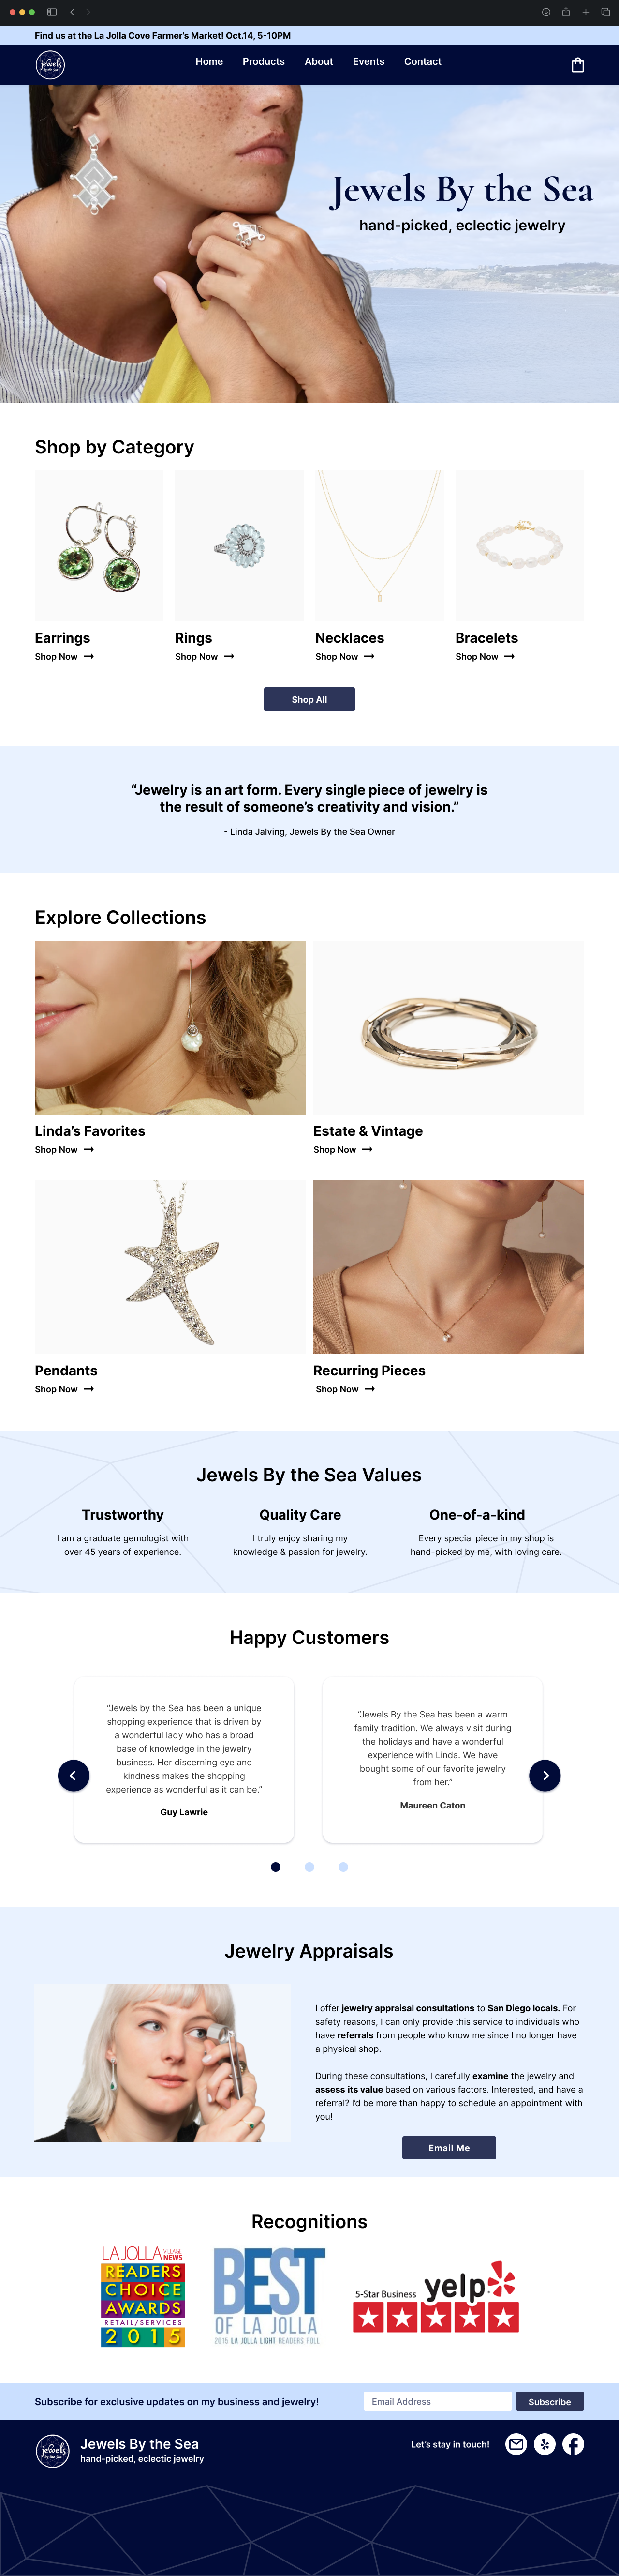 Find us at the La Jolla Cove Farmer's Market! Oct.14, 5-10PM
jewels
by the Sea
Home Products About Events Contact
Jewels By the Sea
hand-picked, eclectic jewelry
Shop by Category
Earrings Rings Necklaces Bracelets
Shop Now Shop Now Shop Now Shop Now
Shop All
“Jewelry is an art form. Every single piece of jewelry is
the result of someone’s creativity and vision.”
- Linda Jalving, Jewels By the Sea Owner
Explore Collections
Linda’s Favorites Estate & Vintage
Shop Now Shop Now
Pendants Recurring Pieces
Shop Now Shop Now
Jewels By the Sea Values
Trustworthy
I am a graduate gemologist with
over 45 years of experience.
Quality Care
I truly enjoy sharing my
knowledge & passion for jewelry.
One-of-a-kind
Every special piece in my shop is
hand-picked by me, with loving care.
Happy Customers
“Jewels by the Sea has been a unique
shopping experience that is driven by
a wonderful lady who has a broad
base of knowledge in the jewelry
business. Her discerning eye and
kindness makes the shopping
experience as wonderful as it can be.”
Guy Lawrie
“Jewels By the Sea has been a warm
family tradition. We always visit during
the holidays and have a wonderful
experience with Linda. We have
bought some of our favorite jewelry
from her.”
Maureen Caton
Jewelry Appraisals
I offer jewelry appraisal consultations to San Diego locals. For
safety reasons, I can only provide this service to individuals who
have referrals from people who know me since I no longer have
a physical shop.
During these consultations, I carefully examine the jewelry and
assess its value based on various factors. Interested, and have a
referral? I’d be more than happy to schedule an appointment with
you!
Email Me
Recognitions
LA JOLLA VILLAGE NEWS
READERS
CHOICE
AWARDS
RETAIL/SERVICES
2015
BEST
OF LA JOLLA
2015 LA JOLLA LIGHT READERS POLL
5-Star Business yelp
Subscribe for exclusive updates on my business and jewelry!
Email Address
Subscribe
jewels
by the Sea
Jewels By the Sea
hand-picked, eclectic jewelry
Let’s stay in touch!